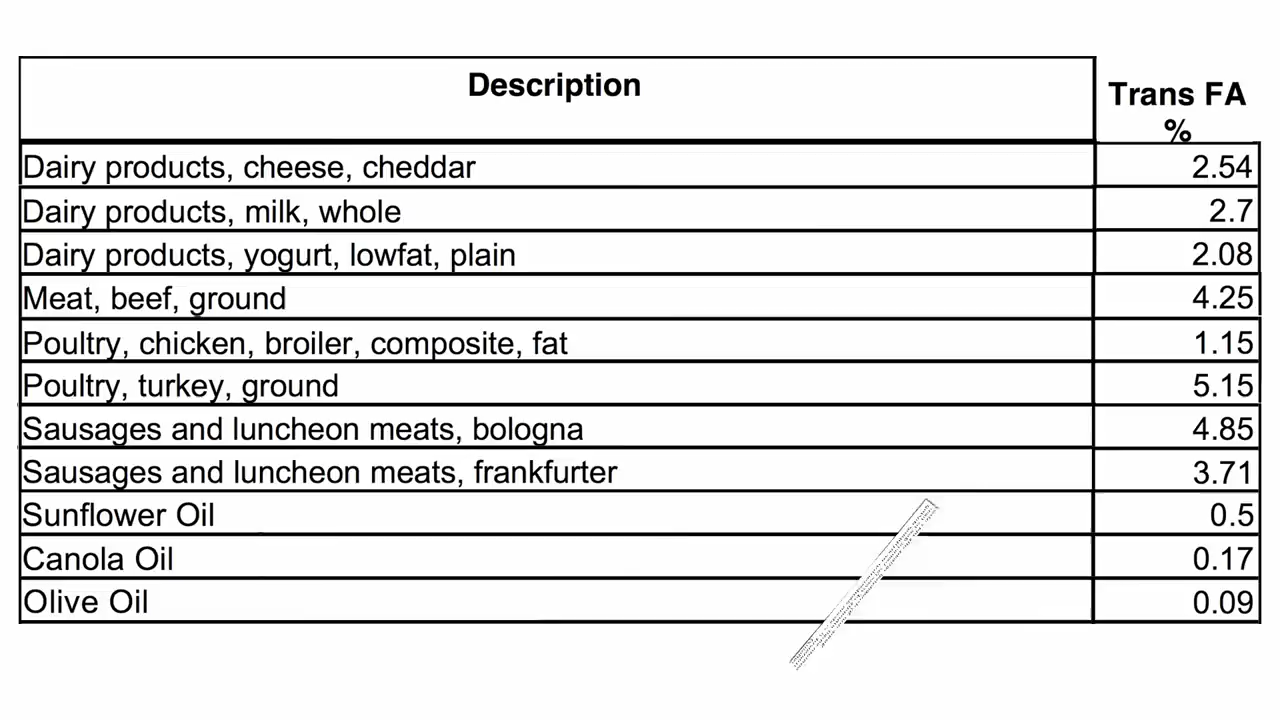 Description
Trans FA
%
Dairy products, cheese, cheddar 2.54
Dairy products, milk, whole 2.7
Dairy products, yogurt, lowfat, plain 2.08
Meat, beef, ground 4.25
Poultry, chicken, broiler, composite, fat 1.15
Poultry, turkey, ground 5.15
Sausages and luncheon meats, bologna 4.85
Sausages and luncheon meats, frankfurter 3.71
Sunflower Oil 0.5
Canola Oil 0.17
Olive Oil 0.09